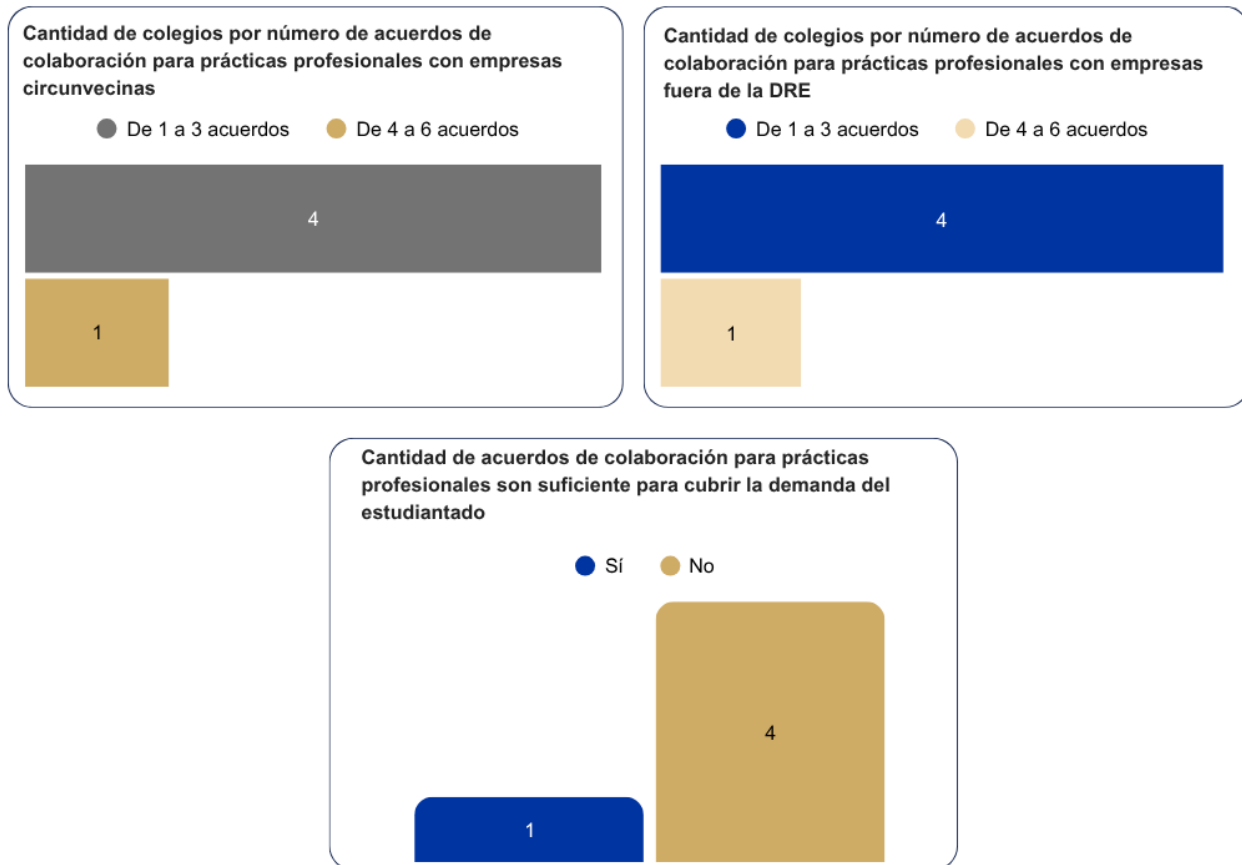 Cantidad de colegios por número de acuerdos de
colaboración para prácticas profesionales con empresas
circunvecinas
De 1 a 3 acuerdos De 4 a 6 acuerdos
4
1
Cantidad de colegios por número de acuerdos de
colaboración para prácticas profesionales con empresas
fuera de la DRE
De 1 a 3 acuerdos De 4 a 6 acuerdos
4
1
Cantidad de acuerdos de colaboración para prácticas
profesionales son suficiente para cubrir la demanda del
estudiantado
Sí No
4
1